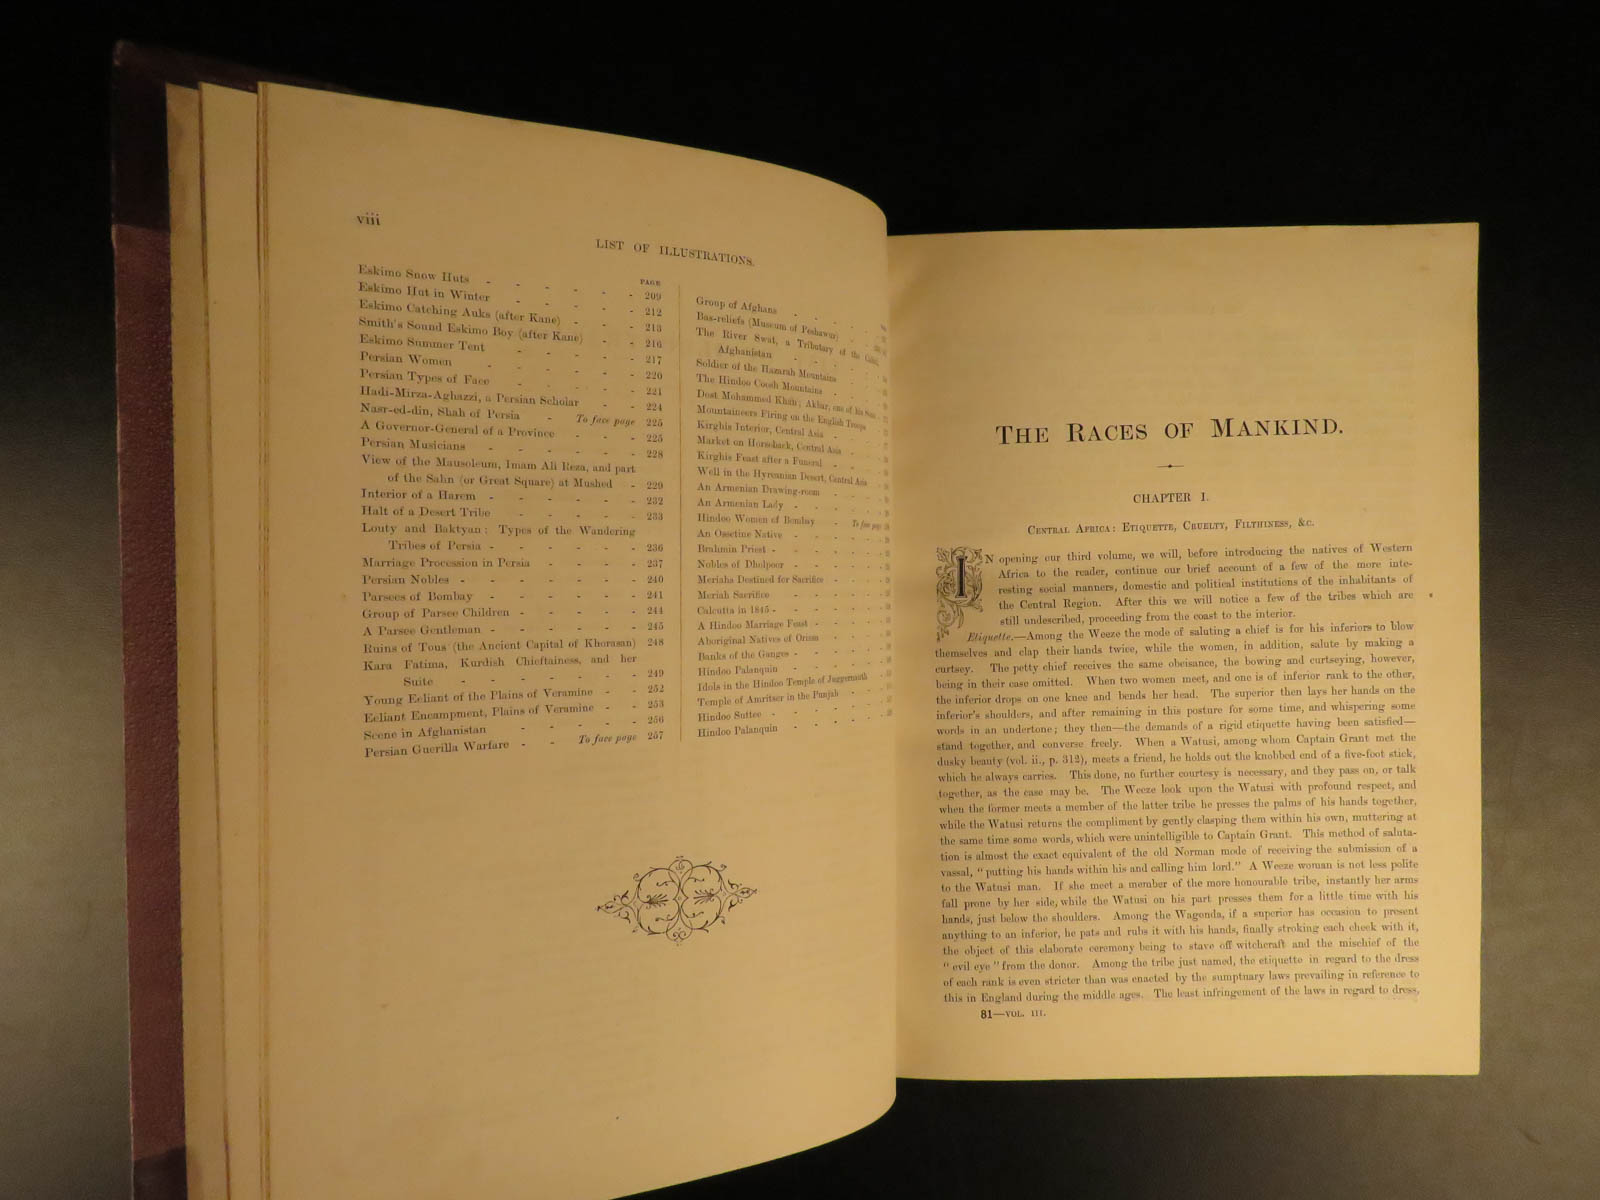 viii
LIST OF ILLUSTRATIONS.
PAGE
Eskimo Snow Huts - - - - - - 209
Eskimo Hut in Winter - - - - - 212
Eskimo Catching Auks (after Kane) - - - 213
Smith's Sound Eskimo Boy (after Kane) - - 216
Eskimo Summer Tent - - - - - 217
Persian Women - - - - - - 220
Persian Types of Face - - - - - 221
Hadi-Mirza-Aghazzi, a Persian Scholar - - 224
Nasr-ed-din, Shah of Persia - To face page 225
A Governor-General of a Province - - - 225
Persian Musicians - - - - - 228
View of the Mausoleum, Imam Ali Reza, and part
of the Sahn (or Great Square) at Mushed - 229
Interior of a Harem - - - - - 232
Halt of a Desert Tribe - - - - - 233
Louty and Baktyan: Types of the Wandering
Tribes of Persia - - - - - - 236
Marriage Procession in Persia - - - - 237
Persian Nobles - - - - - - 240
Parsees of Bombay - - - - - 241
Group of Parsee Children - - - - 244
A Parsee Gentleman - - - - - 245
Ruins of Tous (the Ancient Capital of Khorasan) 248
Kara Fatima, Kurdish Chieftainess, and her
Suite - - - - - - - 249
Young Eeliant of the Plains of Veramine - - 252
Eeliant Encampment, Plains of Veramine - - 253
Scene in Afghanistan - - - - - 256
Persian Guerilla Warfare - - To face page 257
Group of Afghans - - - - -
Bas-reliefs (Museum of Peshawur) - -
The River Swat, a Tributary of the Cabul,
Afghanistan - - - -
Soldier of the Hazarah Mountains - -
The Hindoo Coosh Mountains - - -
Dost Mohammed Khan; Akbar, one of his Sons -
Mountaineers Firing on the English Troops
Kirghis Interior, Central Asia - - -
Market on Horseback, Central Asia -
Kirghis Feast after a Funeral - - -
Well in the Hyrcanian Desert, Central Asia -
An Armenian Drawing-room - - -
An Armenian Lady - - - - -
Hindoo Women of Bombay - To face page
An Ossetine Native - - - - -
Brahmin Priest - - - - - -
Nobles of Dholpoor - - - - -
Meriahs Destined for Sacrifice - - -
Meriah Sacrifice - - - - -
Calcutta in 1845 - - - - -
A Hindoo Marriage Feast - - - -
Aboriginal Natives of Orissa - - -
Banks of the Ganges - - - - -
Hindoo Palanquin - - - - -
Idols in the Hindoo Temple of Juggernauth -
Temple of Amritser in the Punjab - -
Hindoo Suttee - - - - - -
Hindoo Palanquin - - - - -
THE RACES OF MANKIND.
CHAPTER I.
CENTRAL AFRICA: ETIQUETTE, CRUELTY, FILTHINESS, &C.
IN opening our third volume, we will, before introducing the natives of Western
Africa to the reader, continue our brief account of a few of the more inte-
resting social manners, domestic and political institutions of the inhabitants of
the Central Region. After this we will notice a few of the tribes which are
still undescribed, proceeding from the coast to the interior.
Etiquette.—Among the Weeze the mode of saluting a chief is for his inferiors to blow
themselves and clap their hands twice, while the women, in addition, salute by making a
curtsey. The petty chief receives the same obeisance, the bowing and curtseying, however,
being in their case omitted. When two women meet, and one is of inferior rank to the other,
the inferior drops on one knee and bends her head. The superior then lays her hands on the
inferior's shoulders, and after remaining in this posture for some time, and whispering some
words in an undertone; they then—the demands of a rigid etiquette having been satisfied—
stand together, and converse freely. When a Watusi, among whom Captain Grant met the
dusky beauty (vol. ii., p. 312), meets a friend, he holds out the knobbed end of a five-foot stick,
which he always carries. This done, no further courtesy is necessary, and they pass on, or talk
together, as the case may be. The Weeze look upon the Watusi with profound respect, and
when the former meets a member of the latter tribe he presses the palms of his hands together,
while the Watusi returns the compliment by gently clasping them within his own, muttering at
the same time some words, which were unintelligible to Captain Grant. This method of saluta-
tion is almost the exact equivalent of the old Norman mode of receiving the submission of a
vassal, "putting his hands within his and calling him lord." A Weeze woman is not less polite
to the Watusi man. If she meet a member of the more honourable tribe, instantly her arms
fall prone by her side, while the Watusi on his part presses them for a little time with his
hands, just below the shoulders. Among the Wagonda, if a superior has occasion to present
anything to an inferior, he pats and rubs it with his hands, finally stroking each cheek with it,
the object of this elaborate ceremony being to stave off witchcraft and the mischief of the
"evil eye" from the donor. Among the tribe just named, the etiquette in regard to the dress
of each rank is even stricter than was enacted by the sumptuary laws prevailing in reference to
this in England during the middle ages. The least infringement of the laws in regard to dress,
81—VOL. III.